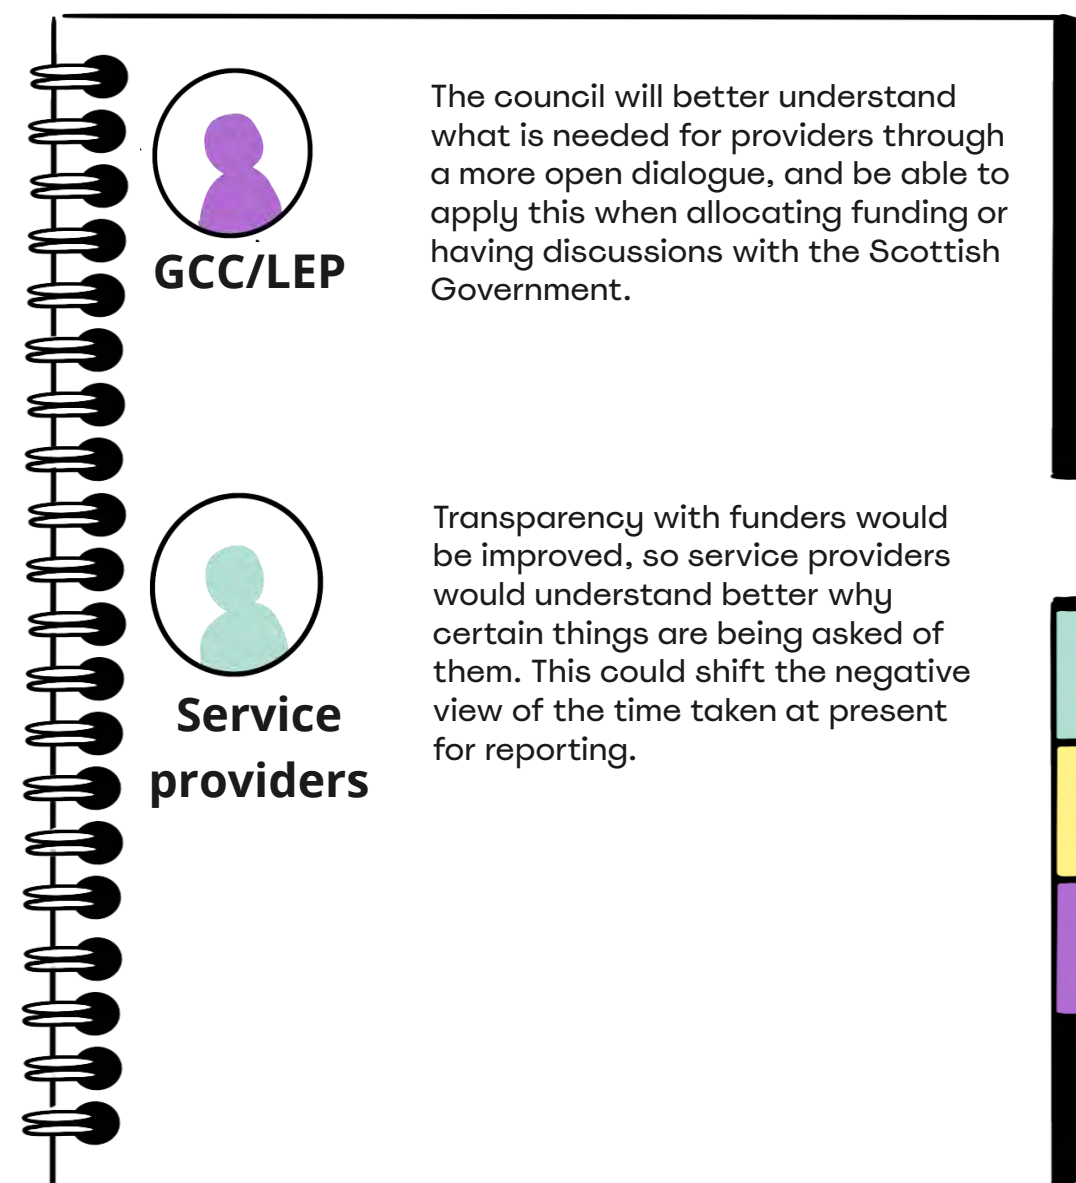 GCC/LEP
The council will better understand
what is needed for providers through
a more open dialogue, and be able to
apply this when allocating funding or
having discussions with the Scottish
Government.
Service
providers
Transparency with funders would
be improved, so service providers
would understand better why
certain things are being asked of
them. This could shift the negative
view of the time taken at present
for reporting.